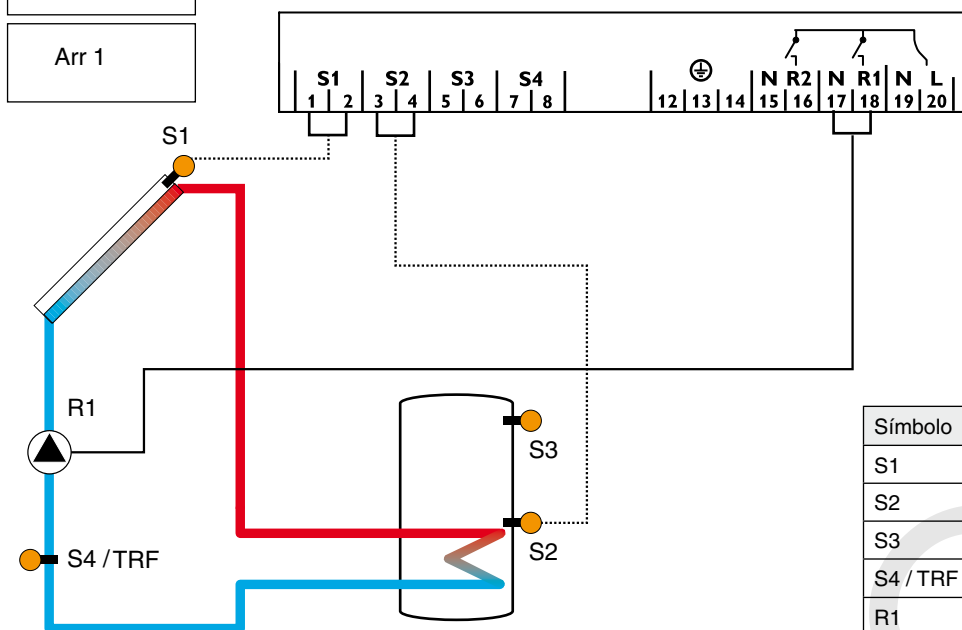 Arr 1
S1 S2 S3 S4 N R2 N R1 N L
1 2 3 4 5 6 7 8 12 13 14 15 16 17 18 19 20
S1
R1
S3
S2
S4 / TRF
Símbolo
S1
S2
S3
S4 / TRF
R1